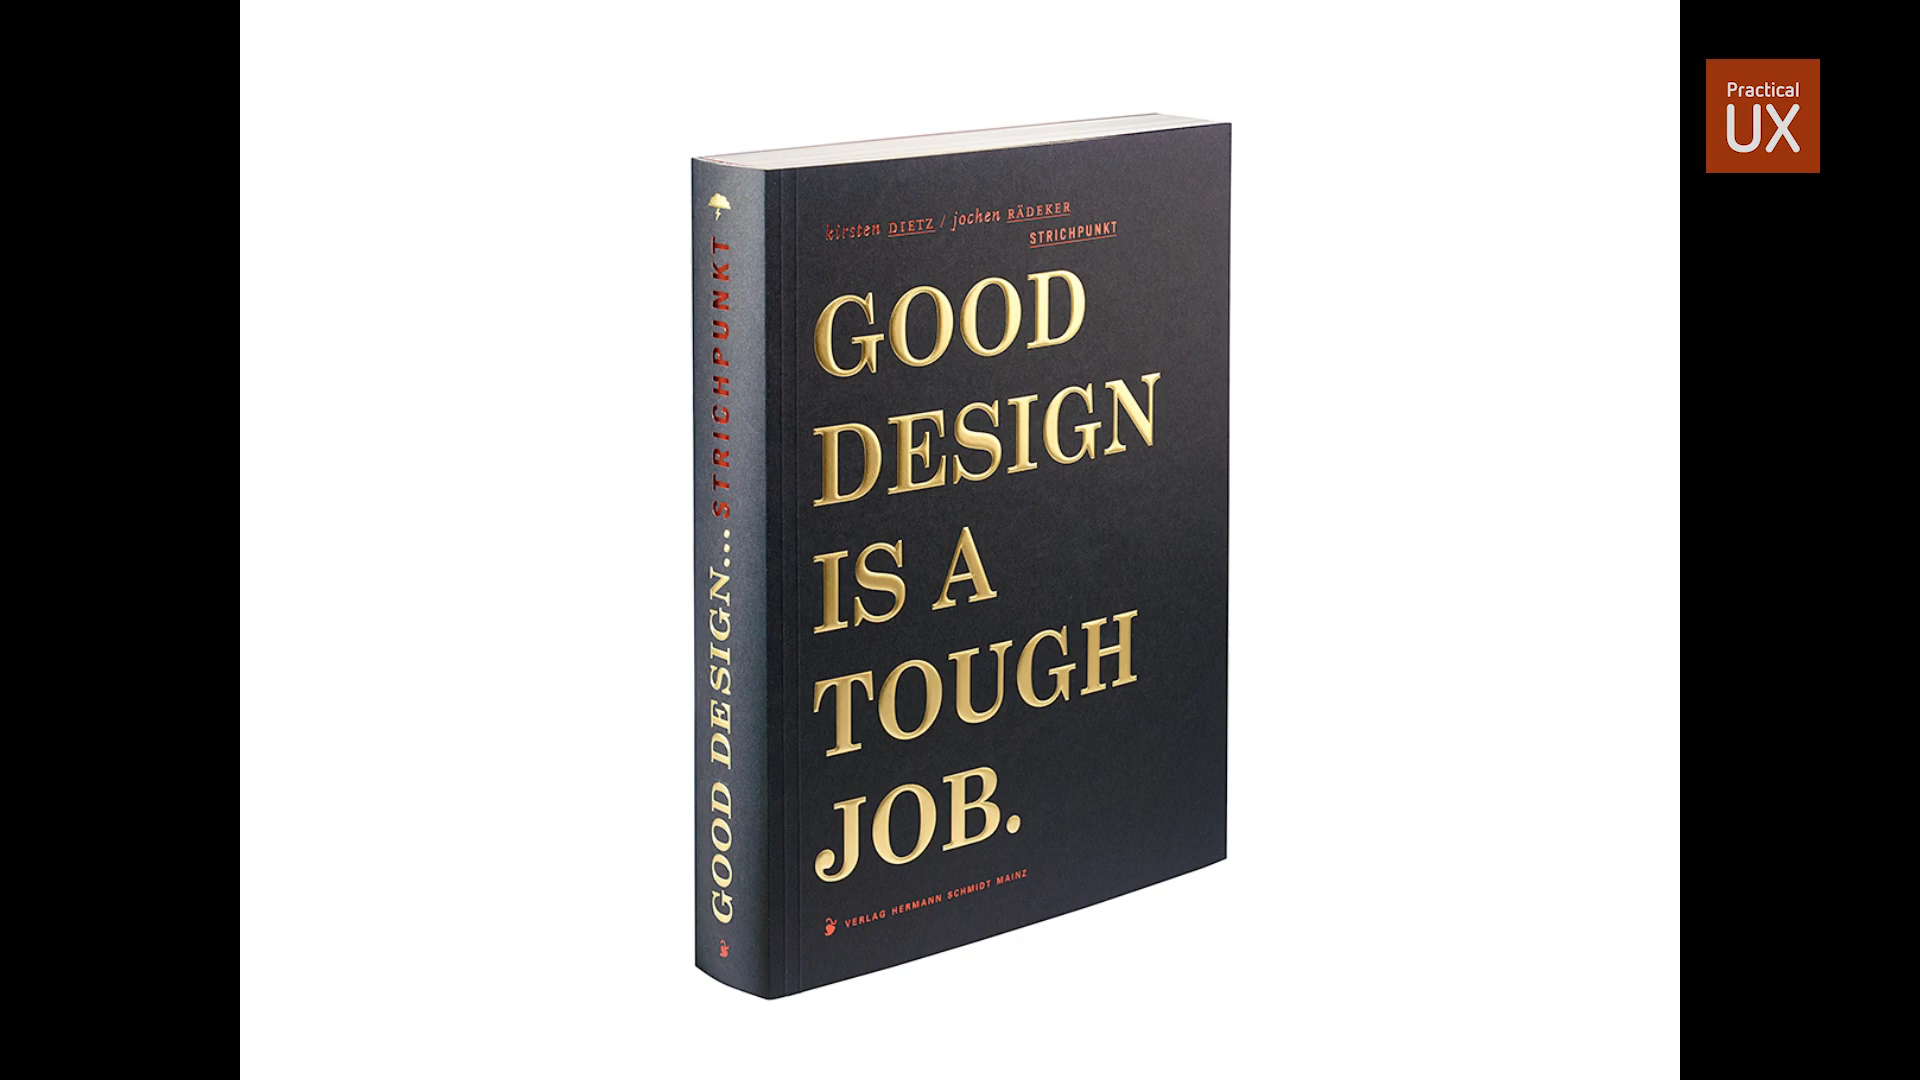 kirsten DIETZ / jochen RÄDEKER
STRICHPUNKT
GOOD
DESIGN
IS A
TOUGH
JOB.
VERLAG HERMANN SCHMIDT MAINZ
GOOD DESIGN... STRICHPUNKT
Practical
UX